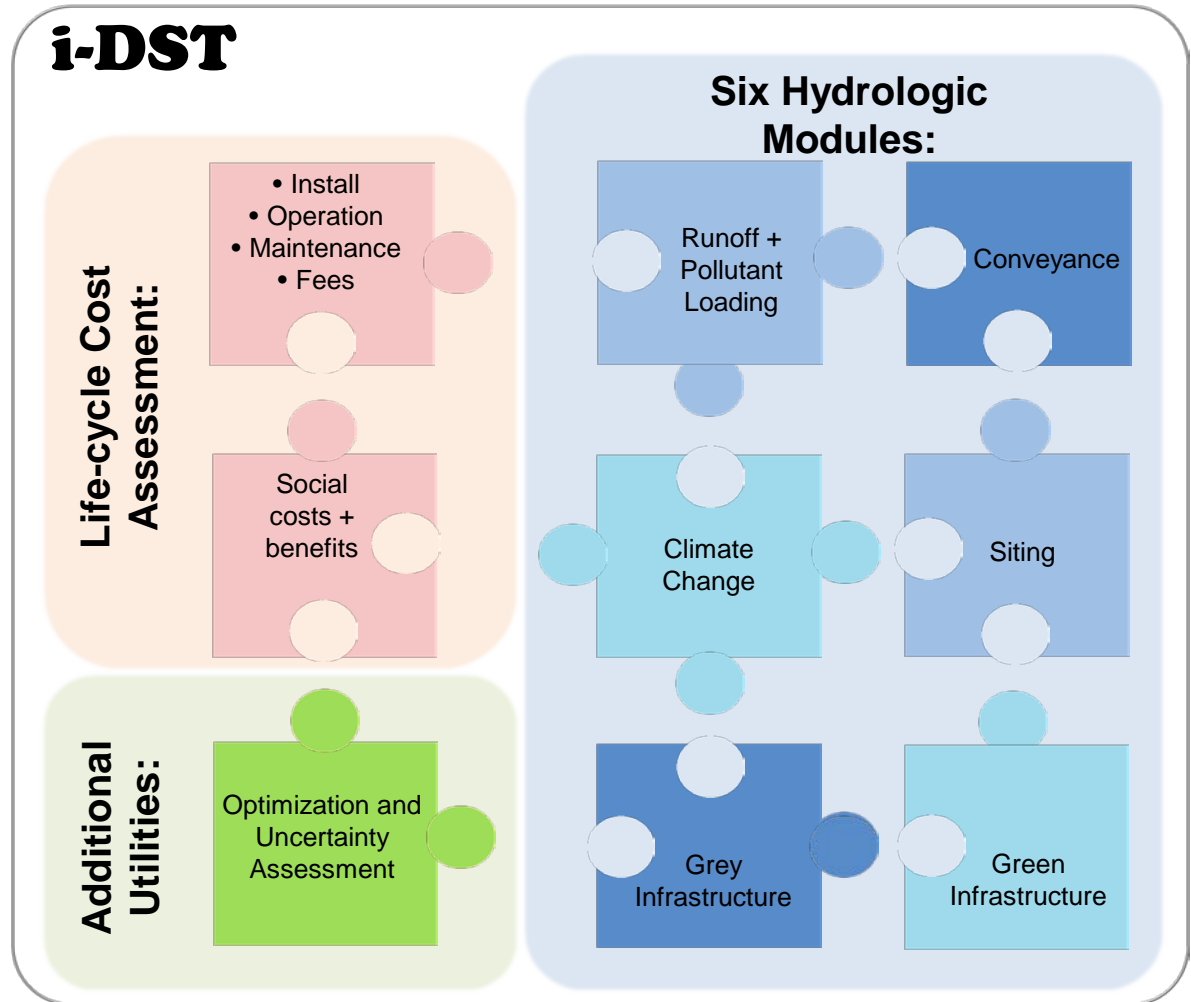 i-DST
Life-cycle Cost
Assessment:
• Install
• Operation
• Maintenance
• Fees
Social
costs +
benefits
Additional
Utilities:
Optimization and
Uncertainty
Assessment
Six Hydrologic
Modules:
Runoff +
Pollutant
Loading
Conveyance
Climate
Change
Siting
Grey
Infrastructure
Green
Infrastructure